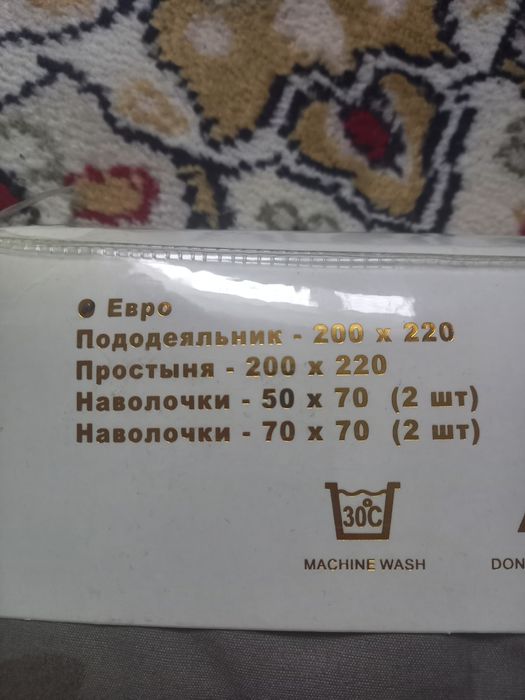 Евро
Пододеяльник - 200 x 220
Простыня - 200 x 220
Наволочки - 50 x 70 (2 шт)
Наволочки - 70 x 70 (2 шт)
30°C
MACHINE WASH
DON